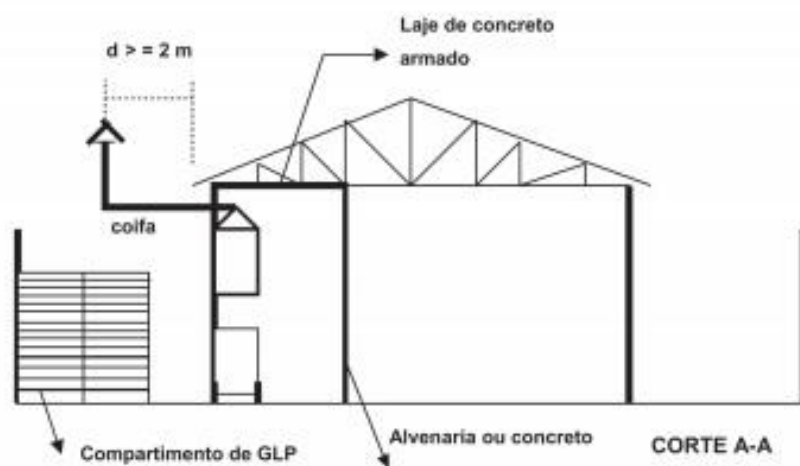 Laje de concreto
armado
d > = 2 m
coifa
Compartimento de GLP
Alvenaria ou concreto
CORTE A-A